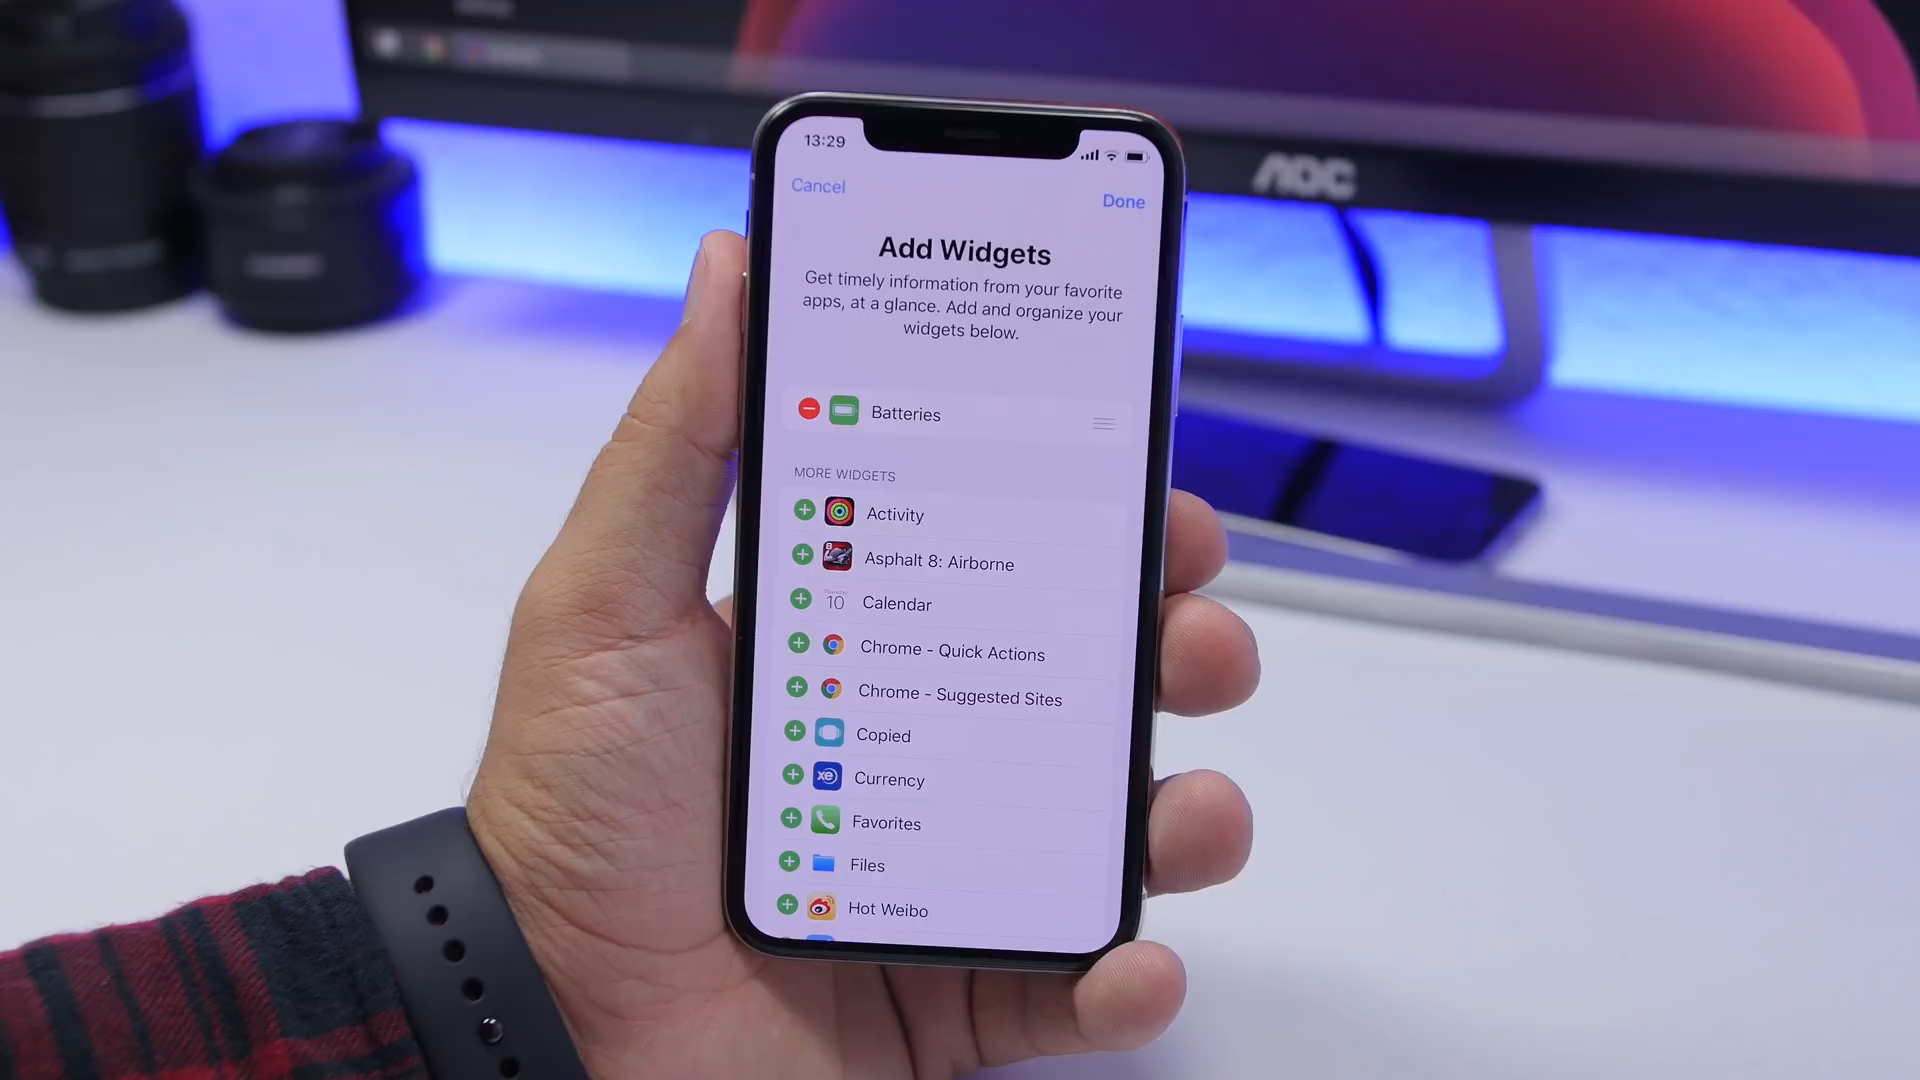 AOC
13:29
Cancel
Done
Add Widgets
Get timely information from your favorite
apps, at a glance. Add and organize your
widgets below.
Batteries
MORE WIDGETS
Activity
Asphalt 8: Airborne
10
Calendar
Chrome - Quick Actions
Chrome - Suggested Sites
Copied
xe
Currency
Favorites
Files
Hot Weibo